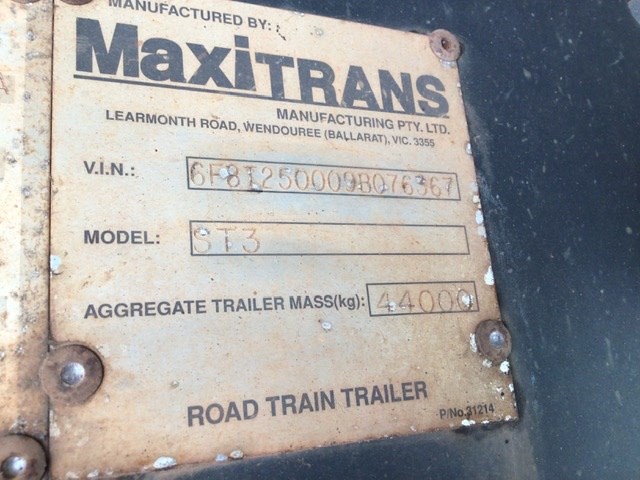 MANUFACTURED BY:
MaxiTRANS
MANUFACTURING PTY. LTD.
LEARMONTH ROAD, WENDOUREE (BALLARAT), VIC. 3355
V.I.N.: 6F8T250009B076367
MODEL: ST3
AGGREGATE TRAILER MASS(kg): 44000
ROAD TRAIN TRAILER
P/No.31214